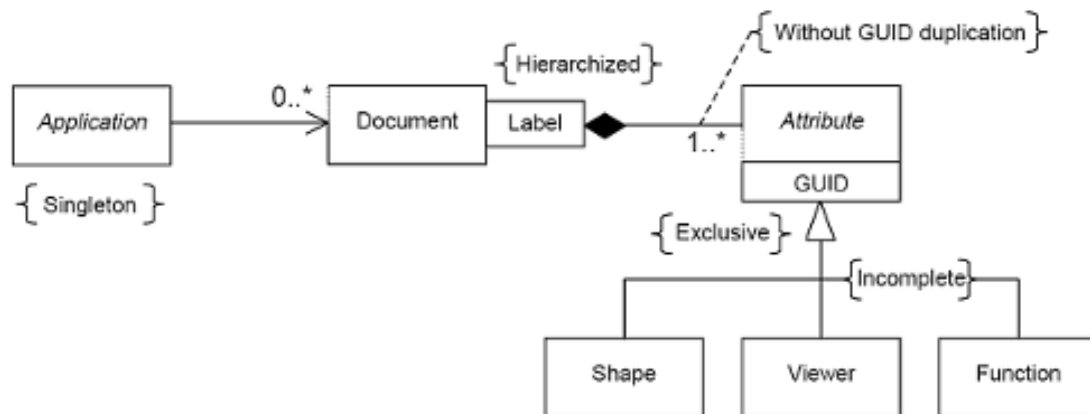 {Without GUID duplication}
{Hierarchized}
0..*
Application
Document
Label
Attribute
1..*
GUID
{Singleton}
{Exclusive}
{Incomplete}
Shape
Viewer
Function